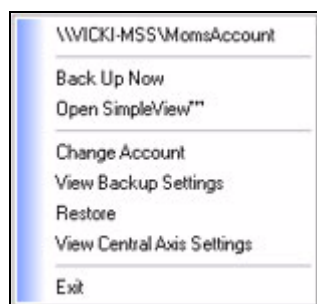 \\VICKI-MSS\MomsAccount
Back Up Now
Open SimpleView™
Change Account
View Backup Settings
Restore
View Central Axis Settings
Exit